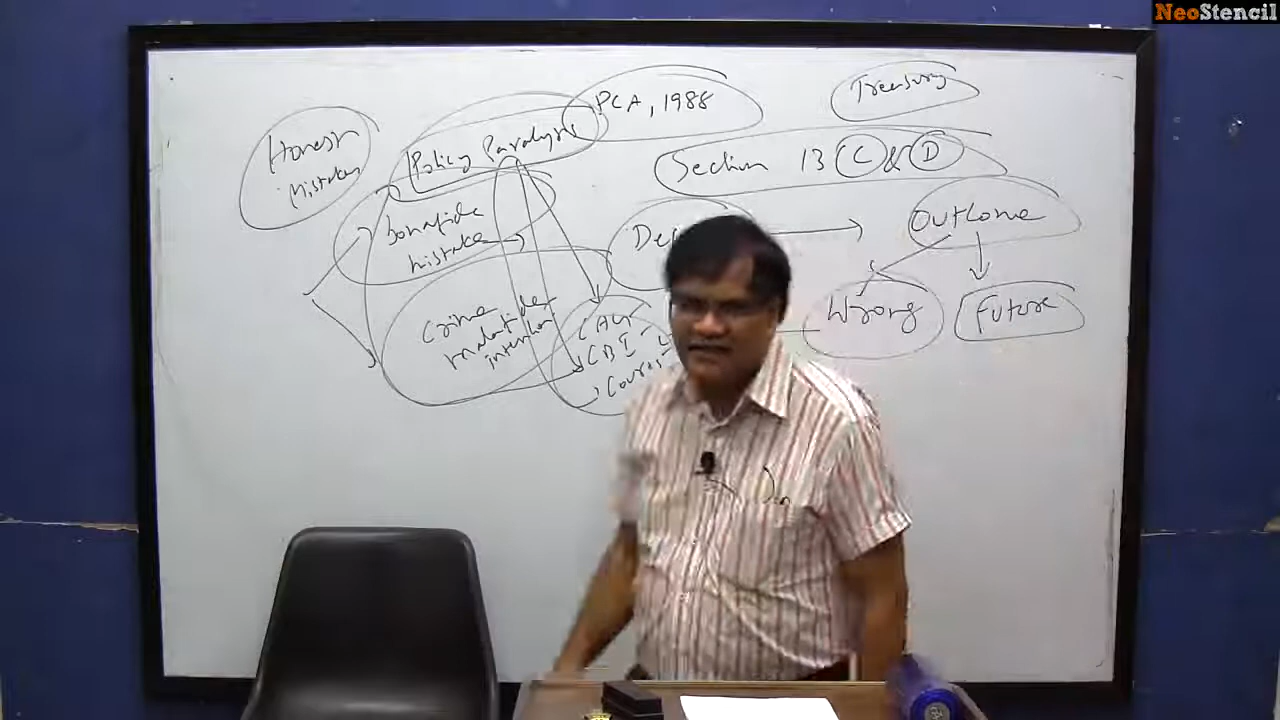 NeoStencil
Treasury
PCA, 1988
Honest
Mistakes
Policy Paralysis
Section 13 C & D
bonafide
mistake
Outcome
Crime
malafide
intention
Wrong
Future
CAG
CBI
Courts